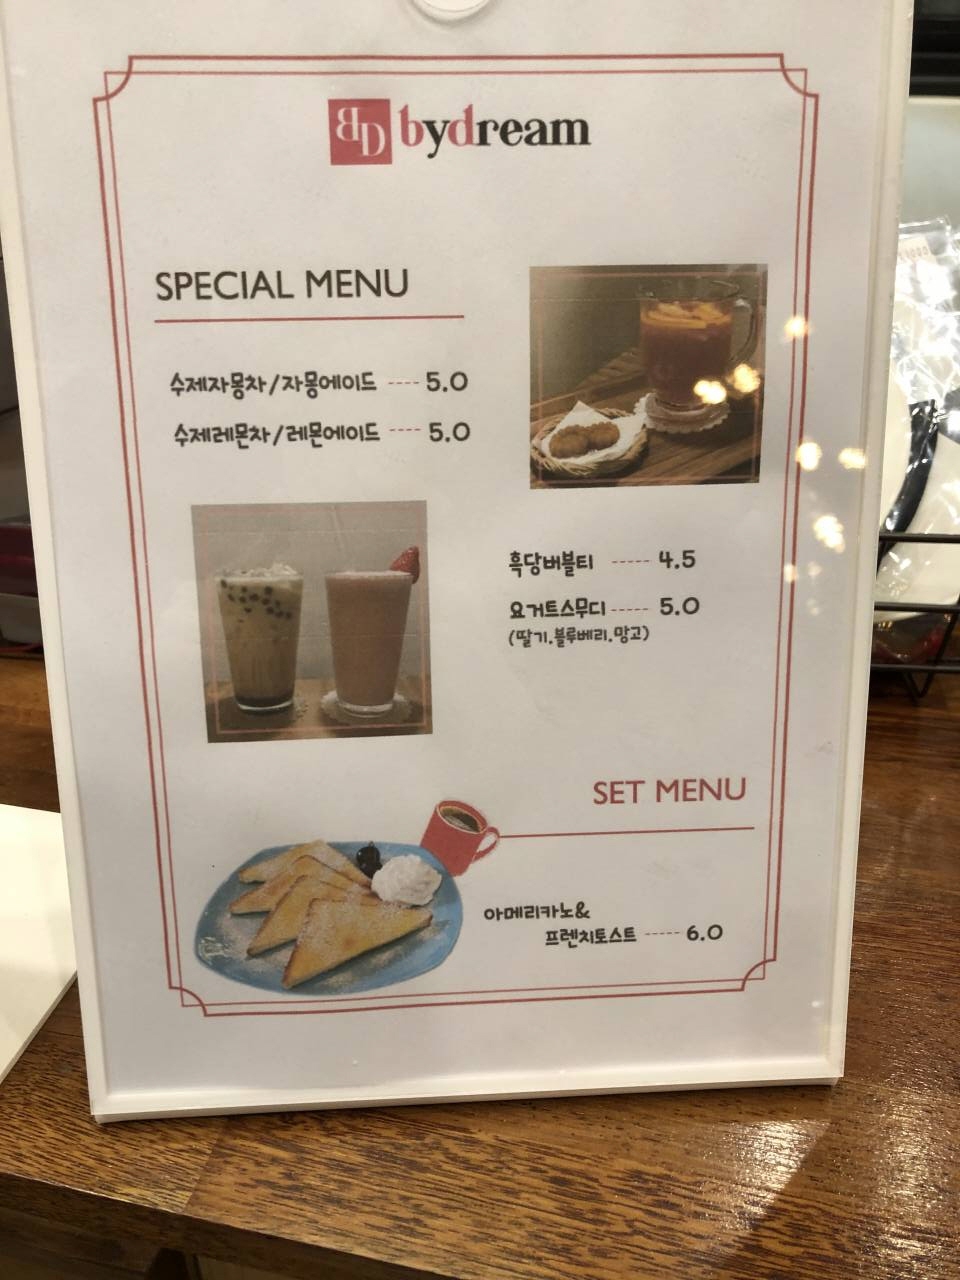 BD bydream
SPECIAL MENU
수제자몽차/자몽에이드 ---- 5.0
수제레몬차/레몬에이드 ---- 5.0
흑당버블티 ----- 4.5
요거트스무디 ----- 5.0
(딸기.블루베리.망고)
SET MENU
아메리카노&
프렌치토스트 ----- 6.0